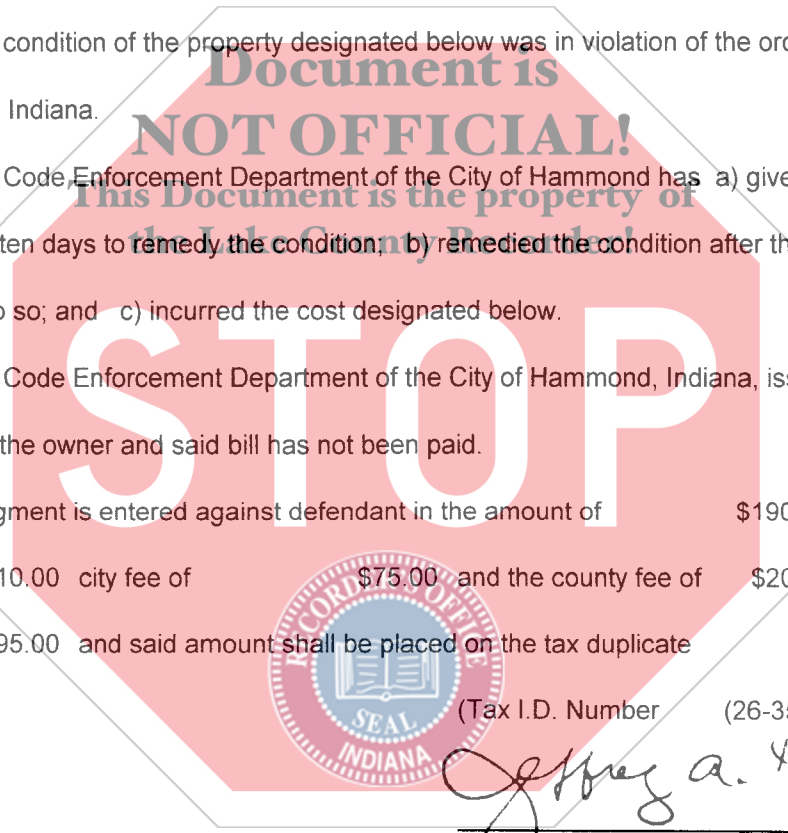 condition of the property designated below was in violation of the ord
Document is
Indiana.
NOT OFFICIAL!
Code Enforcement Department of the City of Hammond has a) give
This Document is the property of
ten days to remedy the condition; b) remedied the condition after th
the Lake County Recorder!
o so; and c) incurred the cost designated below.
STOP
Code Enforcement Department of the City of Hammond, Indiana, iss
the owner and said bill has not been paid.
gment is entered against defendant in the amount of $190
10.00 city fee of $75.00 and the county fee of $20
95.00 and said amount shall be placed on the tax duplicate
RECORDER'S OFFICE
SEAL
INDIANA
(Tax I.D. Number (26-35
Jeffrey A.